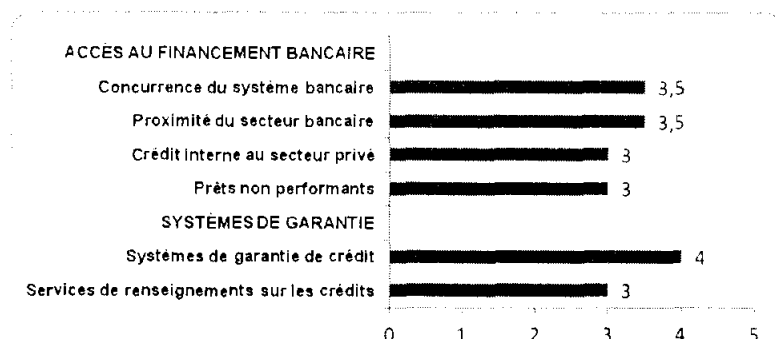 ACCÈS AU FINANCEMENT BANCAIRE
Concurrence du système bancaire 3,5
Proximité du secteur bancaire 3,5
Crédit interne au secteur privé 3
Prêts non performants 3
SYSTÈMES DE GARANTIE
Systèmes de garantie de crédit 4
Services de renseignements sur les crédits 3
0 1 2 3 4 5